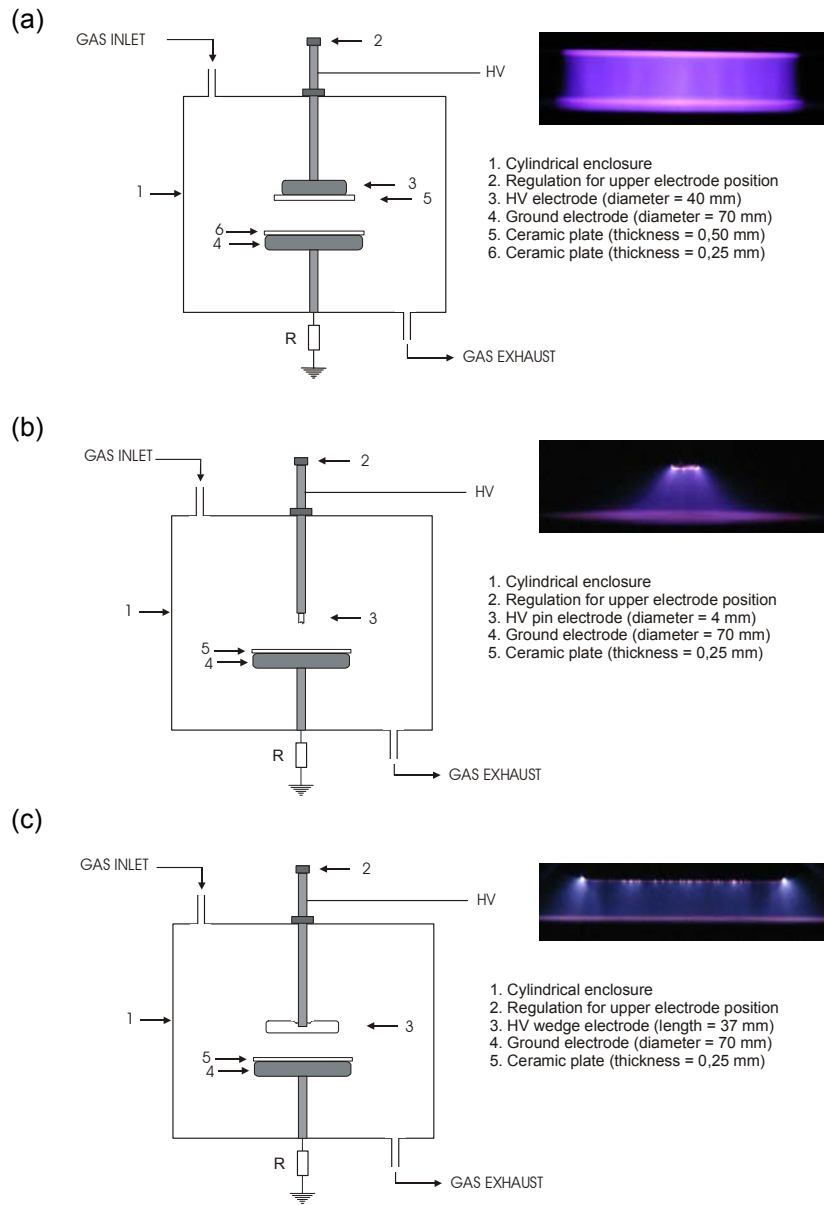 (a)
GAS INLET
2
HV
1
3
5
6
4
R
GAS EXHAUST
1. Cylindrical enclosure
2. Regulation for upper electrode position
3. HV electrode (diameter = 40 mm)
4. Ground electrode (diameter = 70 mm)
5. Ceramic plate (thickness = 0,50 mm)
6. Ceramic plate (thickness = 0,25 mm)
(b)
GAS INLET
2
HV
1
3
5
4
R
GAS EXHAUST
1. Cylindrical enclosure
2. Regulation for upper electrode position
3. HV pin electrode (diameter = 4 mm)
4. Ground electrode (diameter = 70 mm)
5. Ceramic plate (thickness = 0,25 mm)
(c)
GAS INLET
2
HV
1
3
5
4
R
GAS EXHAUST
1. Cylindrical enclosure
2. Regulation for upper electrode position
3. HV wedge electrode (length = 37 mm)
4. Ground electrode (diameter = 70 mm)
5. Ceramic plate (thickness = 0,25 mm)